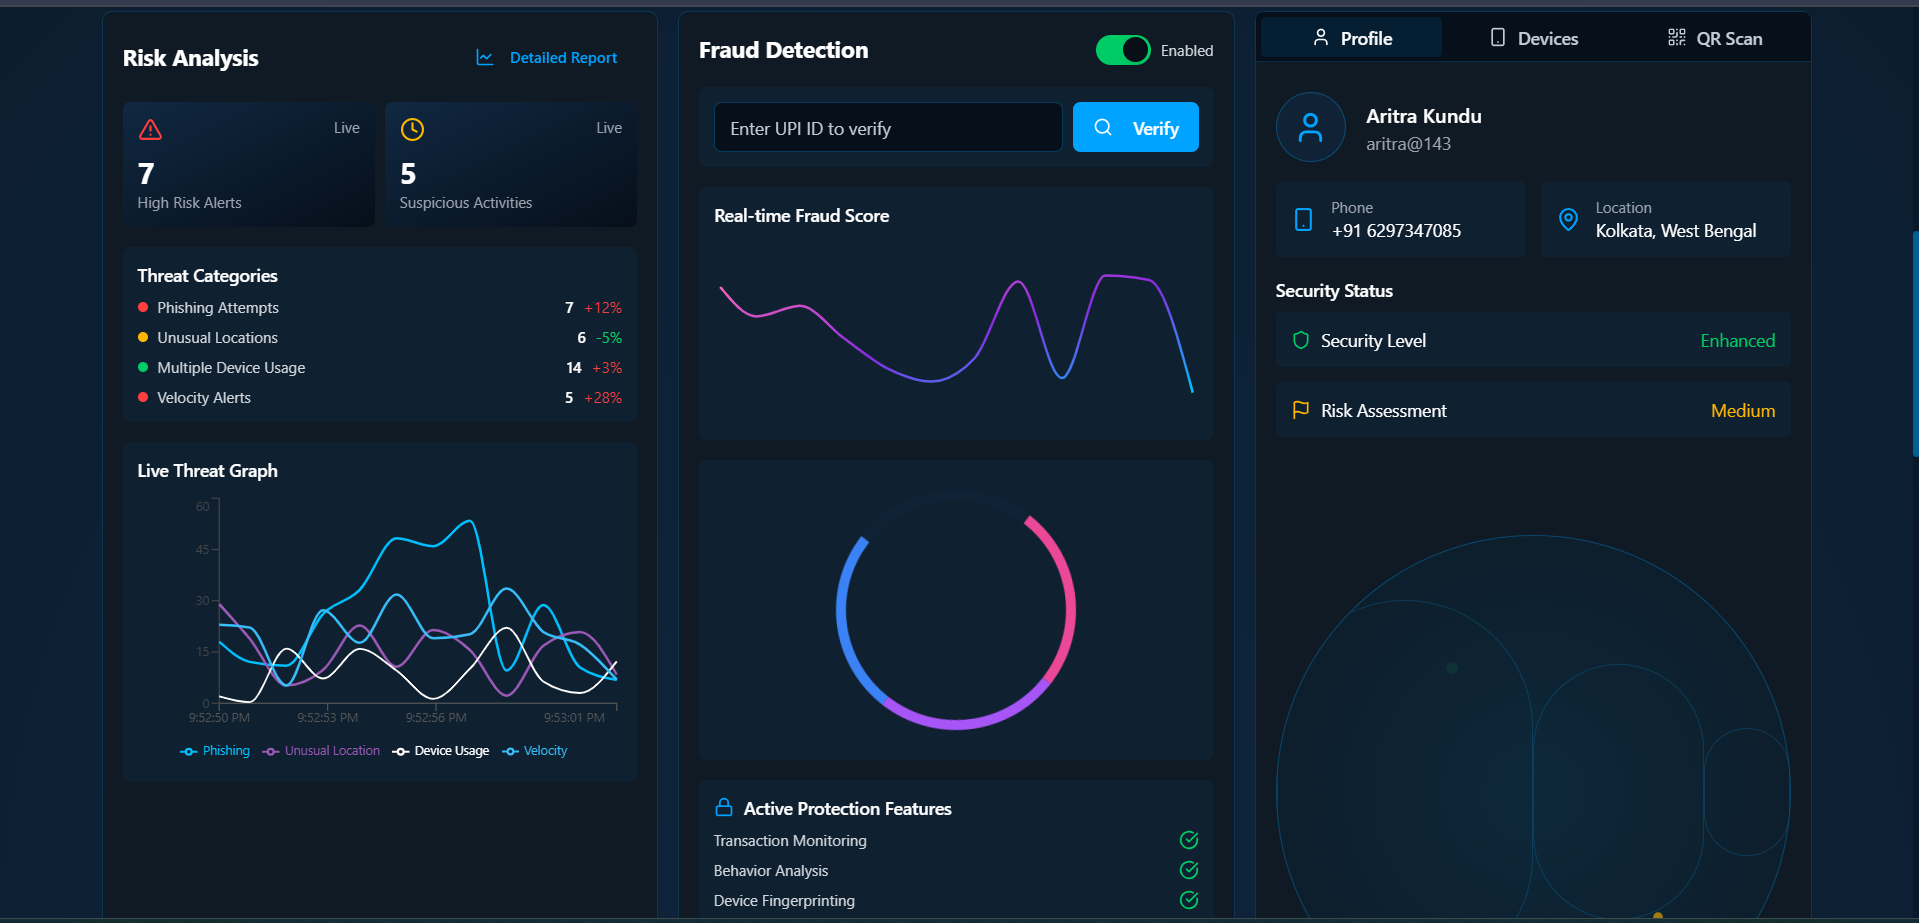 Risk Analysis
Detailed Report
Live
7
High Risk Alerts
Live
5
Suspicious Activities
Threat Categories
Phishing Attempts 7 +12%
Unusual Locations 6 -5%
Multiple Device Usage 14 +3%
Velocity Alerts 5 +28%
Live Threat Graph
60
45
30
15
0
9:52:50 PM 9:52:53 PM 9:52:56 PM 9:53:01 PM
Phishing Unusual Location Device Usage Velocity
Fraud Detection
Enabled
Enter UPI ID to verify
Verify
Real-time Fraud Score
Active Protection Features
Transaction Monitoring
Behavior Analysis
Device Fingerprinting
Profile Devices QR Scan
Aritra Kundu
aritra@143
Phone
+91 6297347085
Location
Kolkata, West Bengal
Security Status
Security Level Enhanced
Risk Assessment Medium